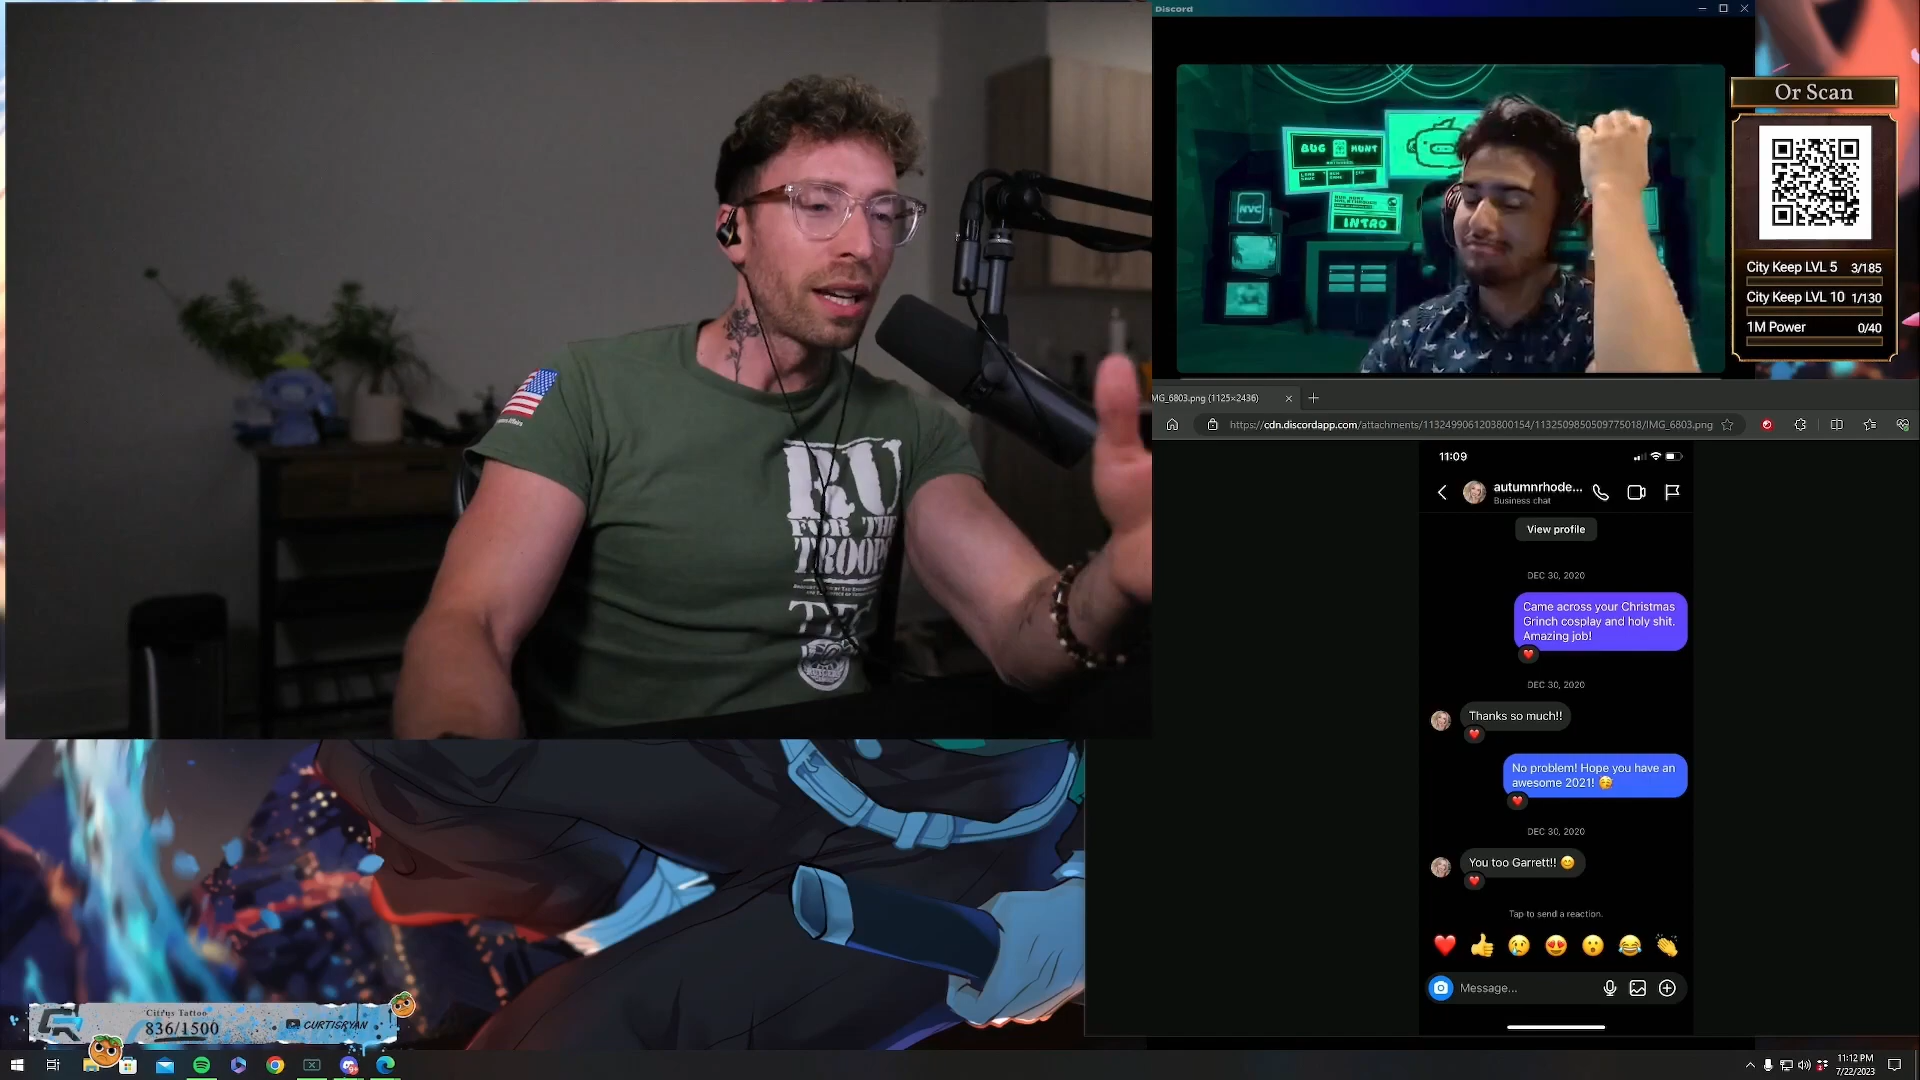 Discord
BUG HUNT
NVC
INTRO
Or Scan
City Keep LVL 5 3/185
City Keep LVL 10 1/130
1M Power 0/40
MG_6803.png (1125×2436)
https://cdn.discordapp.com/attachments/1132499061203800154/1132509850509775018/IMG_6803.png
11:09
autumnrhode...
Business chat
View profile
DEC 30, 2020
Came across your Christmas
Grinch cosplay and holy shit.
Amazing job!
DEC 30, 2020
Thanks so much!!
No problem! Hope you have an
awesome 2021! 🥳
DEC 30, 2020
You too Garrett!! 😊
Tap to send a reaction.
Message...
RU
FOR THE
TROOPS
Citrus Tattoo
836/1500
CURTISRYAN
11:12 PM
7/22/2023